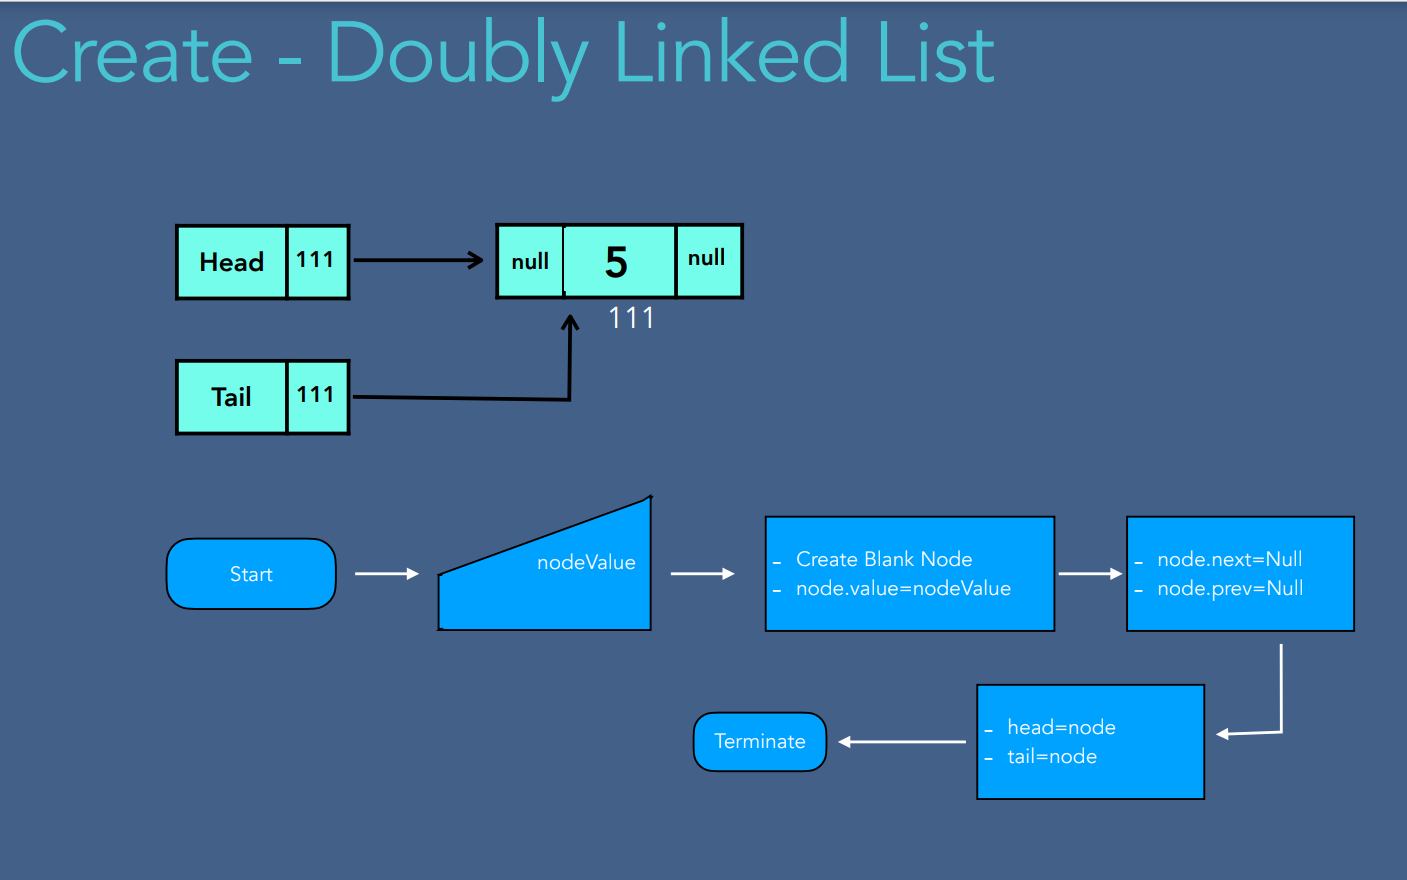 Create - Doubly Linked List
Head 111
null 5 null
111
Tail 111
Start
nodeValue
- Create Blank Node
- node.value=nodeValue
- node.next=Null
- node.prev=Null
- head=node
- tail=node
Terminate